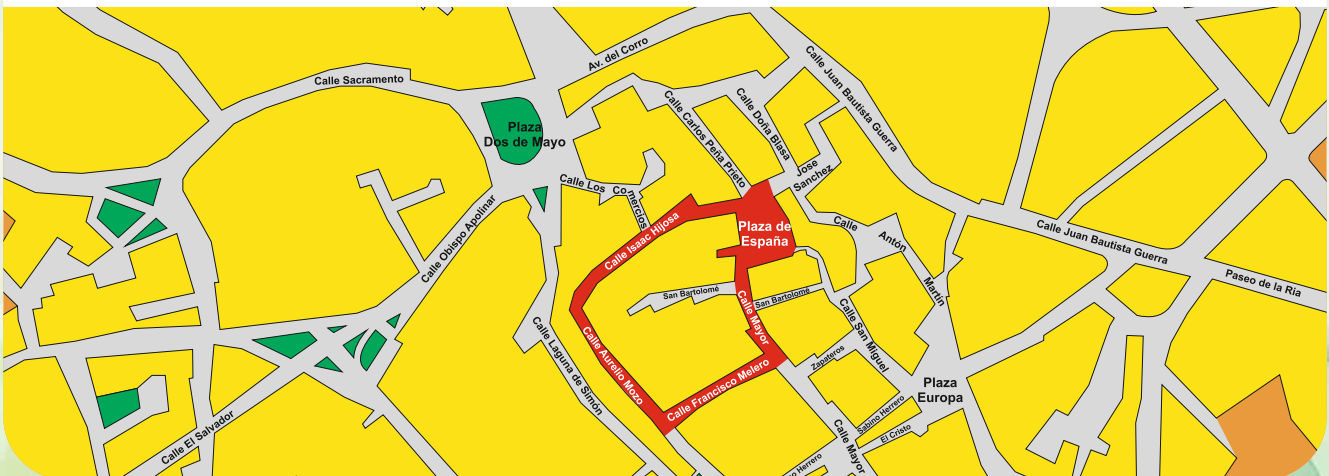 Av. del Corro
Calle Sacramento
Calle Juan Bautista Guerra
Calle Carlos Peña Prieto
Calle Doña Blasa
Plaza
Dos de Mayo
Jose
Sanchez
Calle Los Comercios
Calle Obispo Apolinar
Calle Isaac Hijosa
Plaza de
España
Calle Antón Martín
Calle Juan Bautista Guerra
Paseo de la Ria
San Bartolomé
San Bartolomé
Calle Mayor
Calle San Miguel
Calle Laguna de Simón
Calle Aurelio Mozo
Zapateros
Calle Francisco Melero
Plaza
Europa
Sabino Herrero
El Cristo
Calle El Salvador
Calle Mayor
Herrero